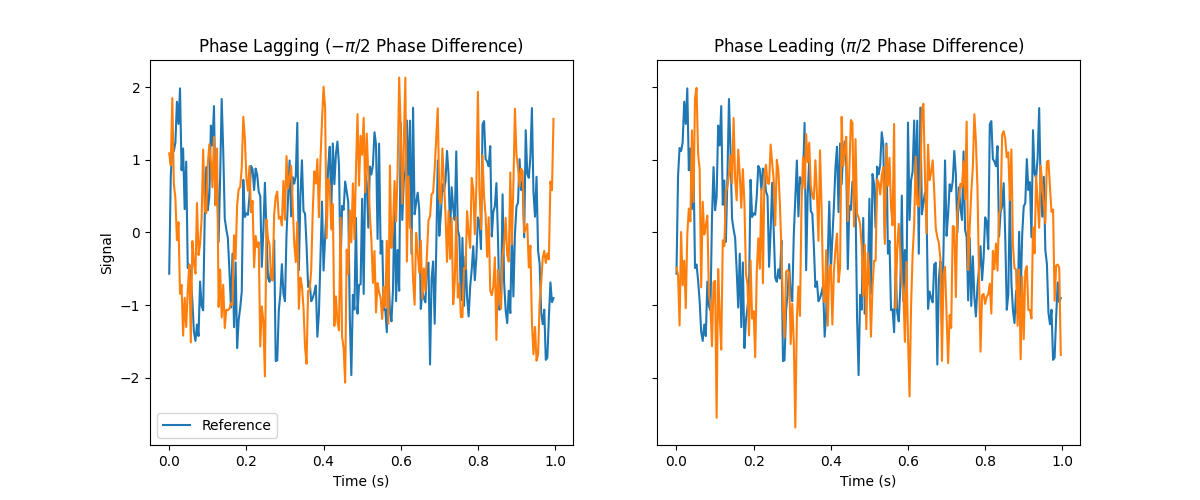 Phase Lagging (−π/2 Phase Difference)
Phase Leading (π/2 Phase Difference)
Signal
2
1
0
−1
−2
Reference
0.0 0.2 0.4 0.6 0.8 1.0
0.0 0.2 0.4 0.6 0.8 1.0
Time (s)
Time (s)